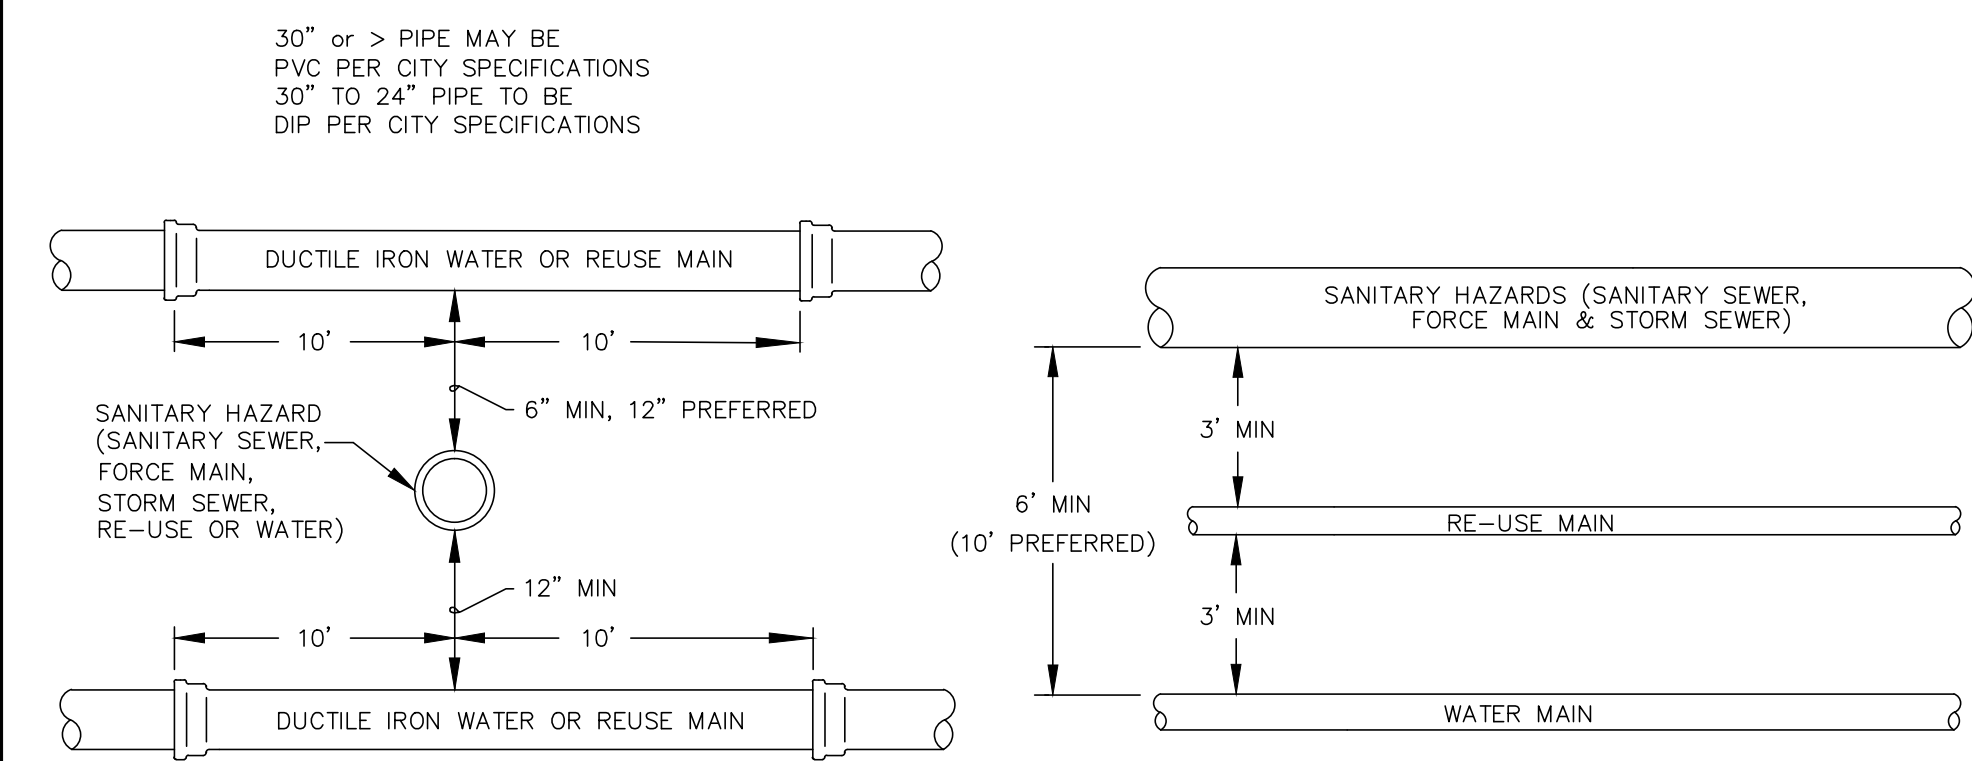 30” or > PIPE MAY BE
PVC PER CITY SPECIFICATIONS
30” TO 24” PIPE TO BE
DIP PER CITY SPECIFICATIONS
DUCTILE IRON WATER OR REUSE MAIN
10’
10’
6” MIN, 12” PREFERRED
SANITARY HAZARD
(SANITARY SEWER,
FORCE MAIN,
STORM SEWER,
RE-USE OR WATER)
12” MIN
10’
10’
DUCTILE IRON WATER OR REUSE MAIN
SANITARY HAZARDS (SANITARY SEWER,
FORCE MAIN & STORM SEWER)
3’ MIN
6’ MIN
(10’ PREFERRED)
RE-USE MAIN
3’ MIN
WATER MAIN